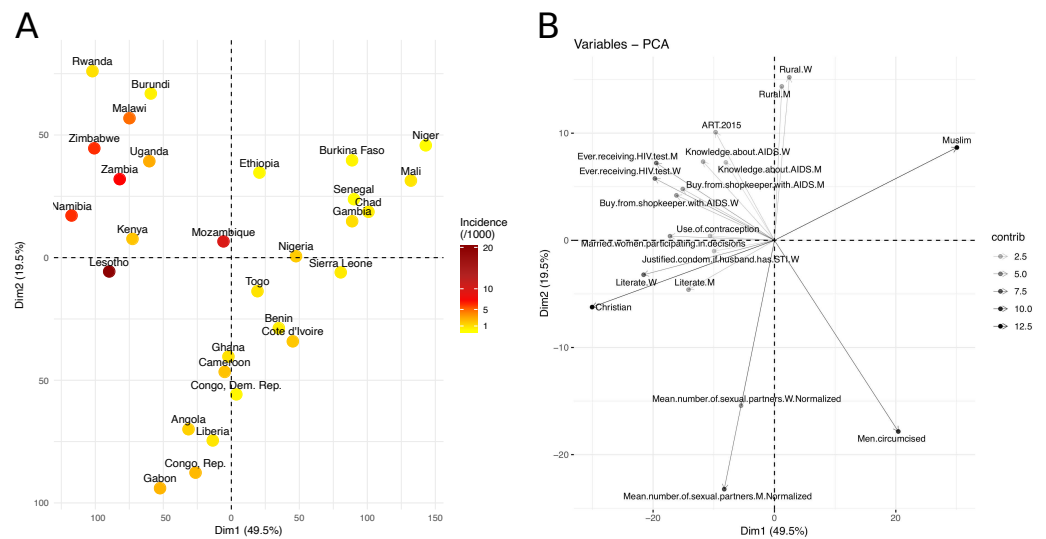 A
Rwanda
Burundi
Malawi
Zimbabwe
Uganda
Zambia
Namibia
Kenya
Mozambique
Lesotho
Ethiopia
Burkina Faso
Niger
Mali
Senegal
Chad
Gambia
Nigeria
Sierra Leone
Togo
Benin
Cote d'Ivoire
Ghana
Cameroon
Congo, Dem. Rep.
Angola
Liberia
Congo, Rep.
Gabon
50
0
50
100
Dim2 (19.5%)
100
50
0
50
100
150
Dim1 (49.5%)
Incidence
(/1000)
20
10
5
1
B
Variables − PCA
Rural.W
Rural.M
ART.2015
Muslim
Knowledge.about.AIDS.W
Ever.receiving.HIV.test.M
Knowledge.about.AIDS.M
Ever.receiving.HIV.test.W
Buy.from.shopkeeper.with.AIDS.M
Buy.from.shopkeeper.with.AIDS.W
Use.of.contraception
Married.women.participating.in.decisions
Justified.condom.if.husband.has.STI.W
Literate.W
Literate.M
Christian
Mean.number.of.sexual.partners.W.Normalized
Men.circumcised
Mean.number.of.sexual.partners.M.Normalized
10
0
−10
−20
Dim2 (19.5%)
−20
0
20
Dim1 (49.5%)
contrib
2.5
5.0
7.5
10.0
12.5